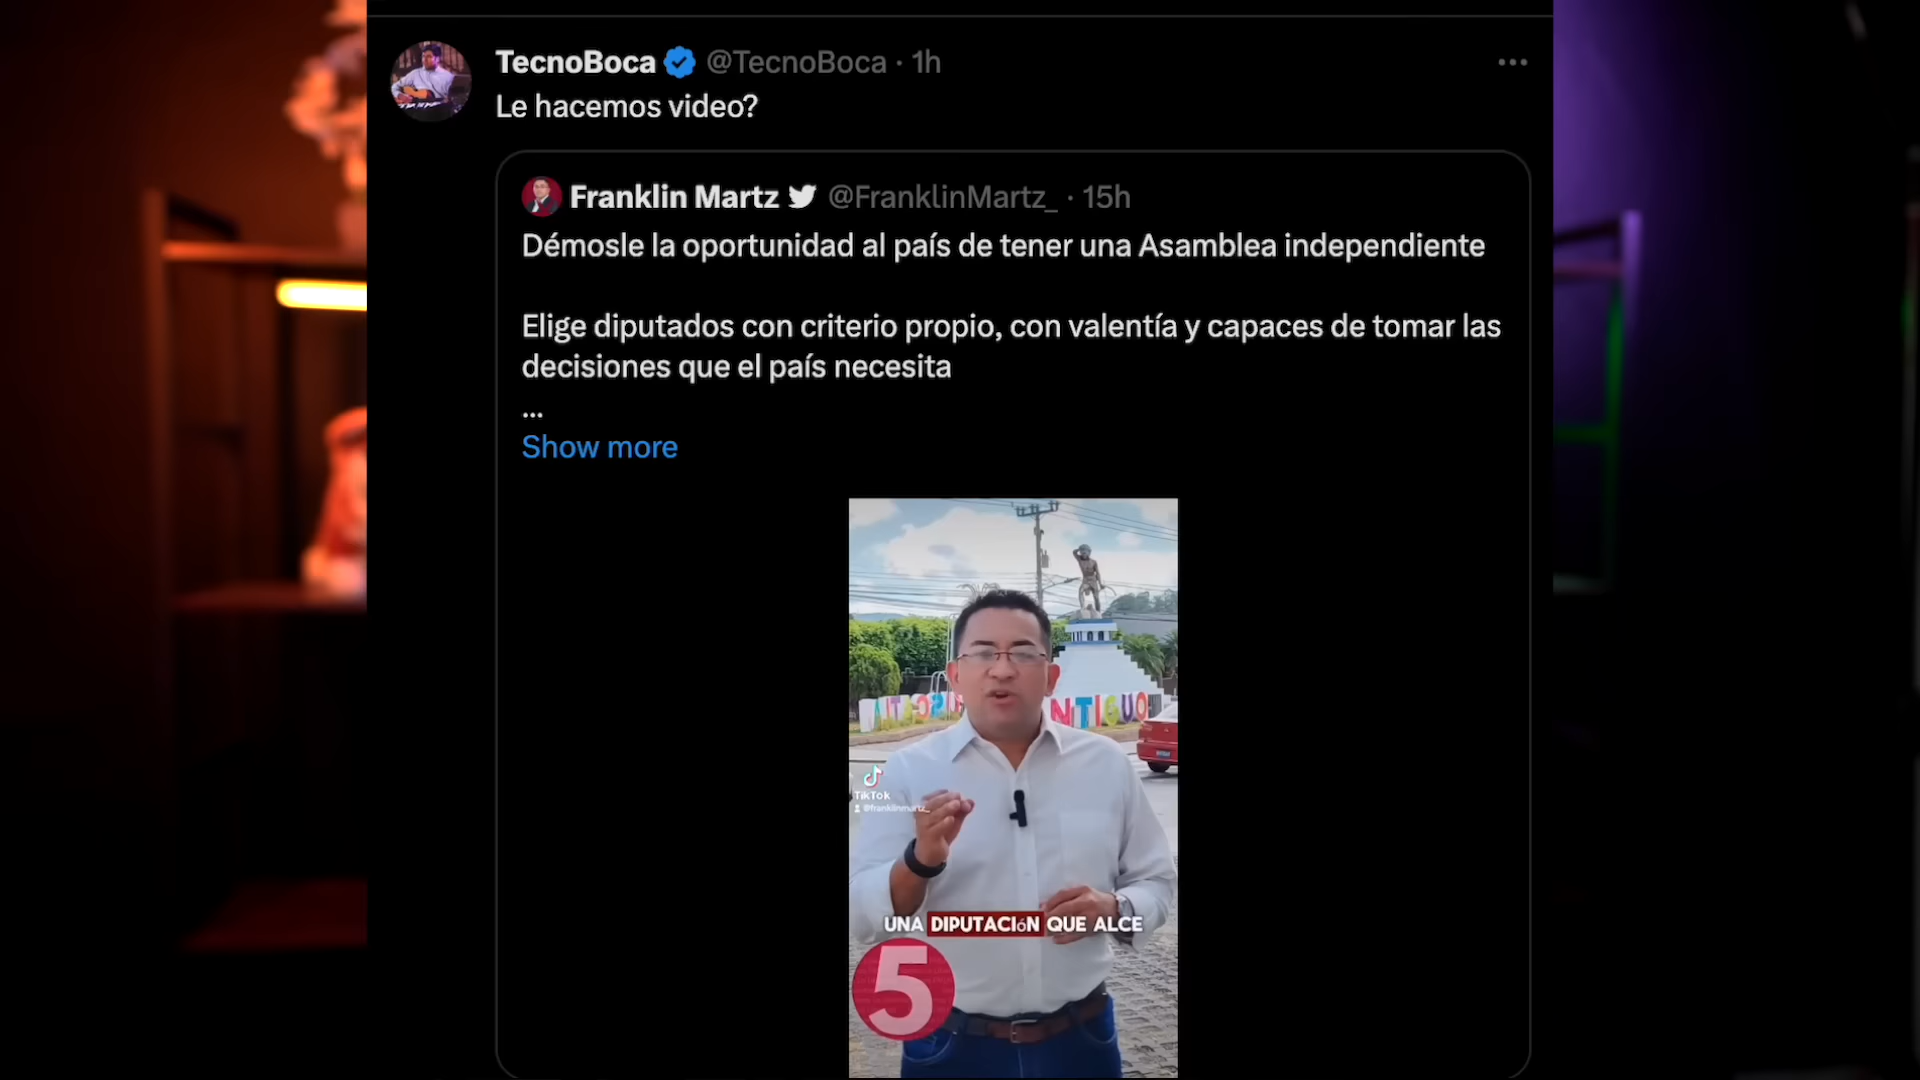 TecnoBoca @TecnoBoca · 1h
Le hacemos video?
Franklin Martz @FranklinMartz_ · 15h
Démosle la oportunidad al país de tener una Asamblea independiente
Elige diputados con criterio propio, con valentía y capaces de tomar las
decisiones que el país necesita
...
Show more
NTIGUO
TikTok
@franklinmartz_
UNA DIPUTACIóN QUE ALCE
5